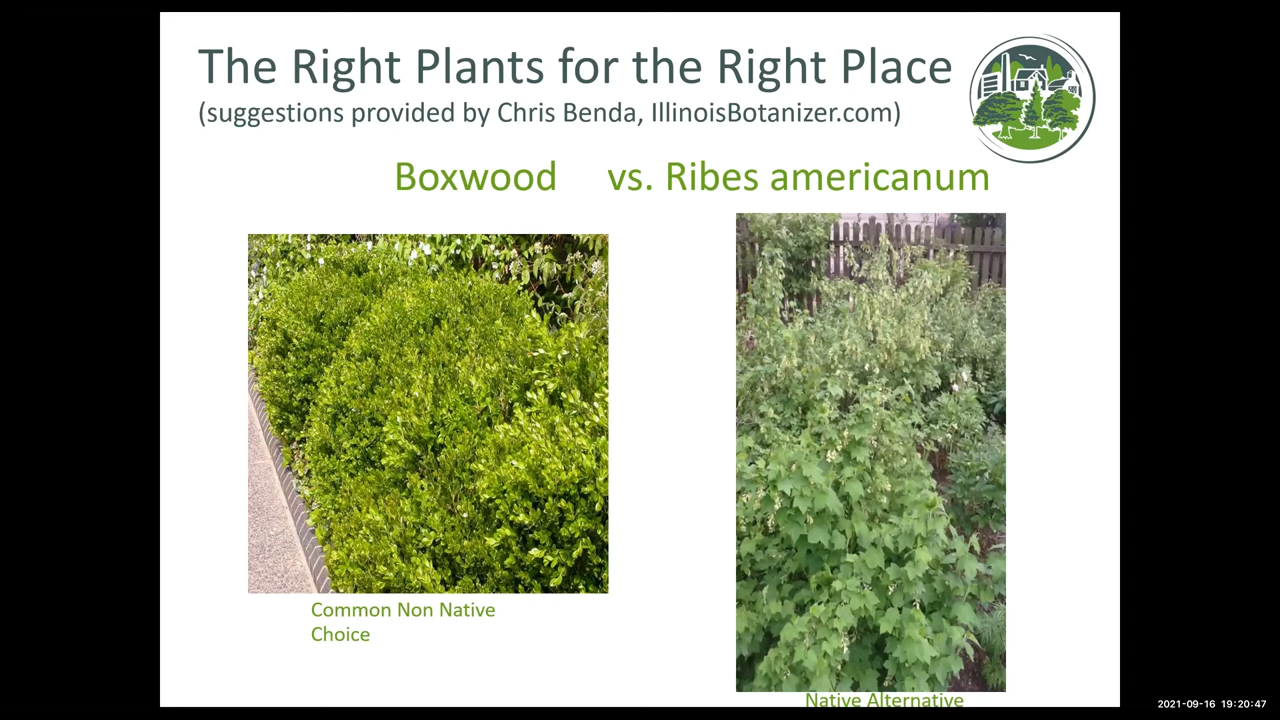 The Right Plants for the Right Place
(suggestions provided by Chris Benda, IllinoisBotanizer.com)
Boxwood vs. Ribes americanum
Common Non Native
Choice
Native Alternative
2021-09-16 19:20:47